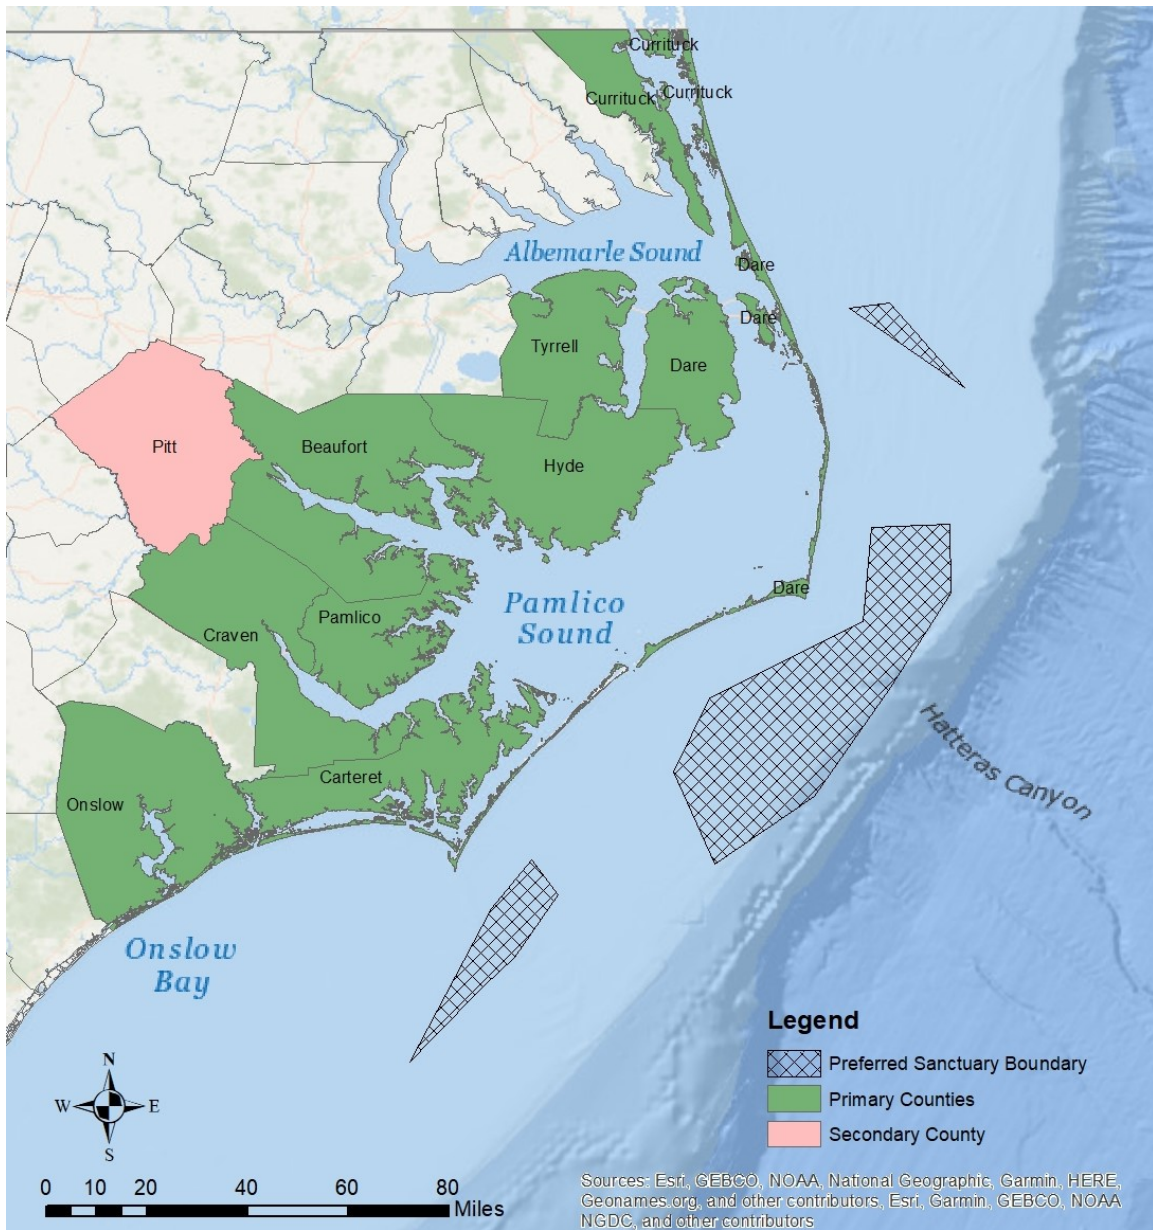 Currituck
Currituck
Currituck
Albemarle Sound
Dare
Dare
Tyrrell
Dare
Pitt
Beaufort
Hyde
Dare
Pamlico
Sound
Pamlico
Craven
Hatteras Canyon
Carteret
Onslow
Onslow
Bay
Legend
Preferred Sanctuary Boundary
Primary Counties
Secondary County
N
W
E
S
0 10 20 40 60 80
Miles
Sources: Esri, GEBCO, NOAA, National Geographic, Garmin, HERE,
Geonames.org, and other contributors, Esri, Garmin, GEBCO, NOAA
NGDC, and other contributors